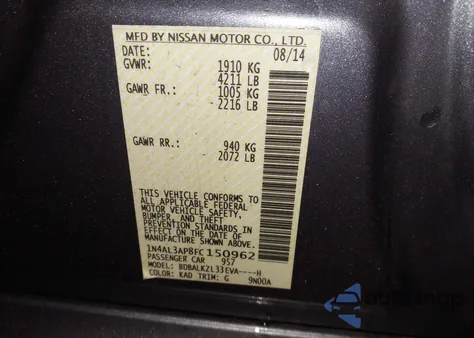 MFD BY NISSAN MOTOR CO., LTD.
DATE: 08/14
GVWR: 1910 KG
4211 LB
GAWR FR.: 1005 KG
2216 LB
GAWR RR.: 940 KG
2072 LB
THIS VEHICLE CONFORMS TO
ALL APPLICABLE FEDERAL
MOTOR VEHICLE SAFETY,
BUMPER, AND THEFT
PREVENTION STANDARDS IN
EFFECT ON THE DATE OF
MANUFACTURE SHOWN ABOVE.
1N4AL3AP8FC150962
PASSENGER CAR 957
MODEL: BDBALK2L33EVA----H
COLOR: KAD TRIM: G 9N00A